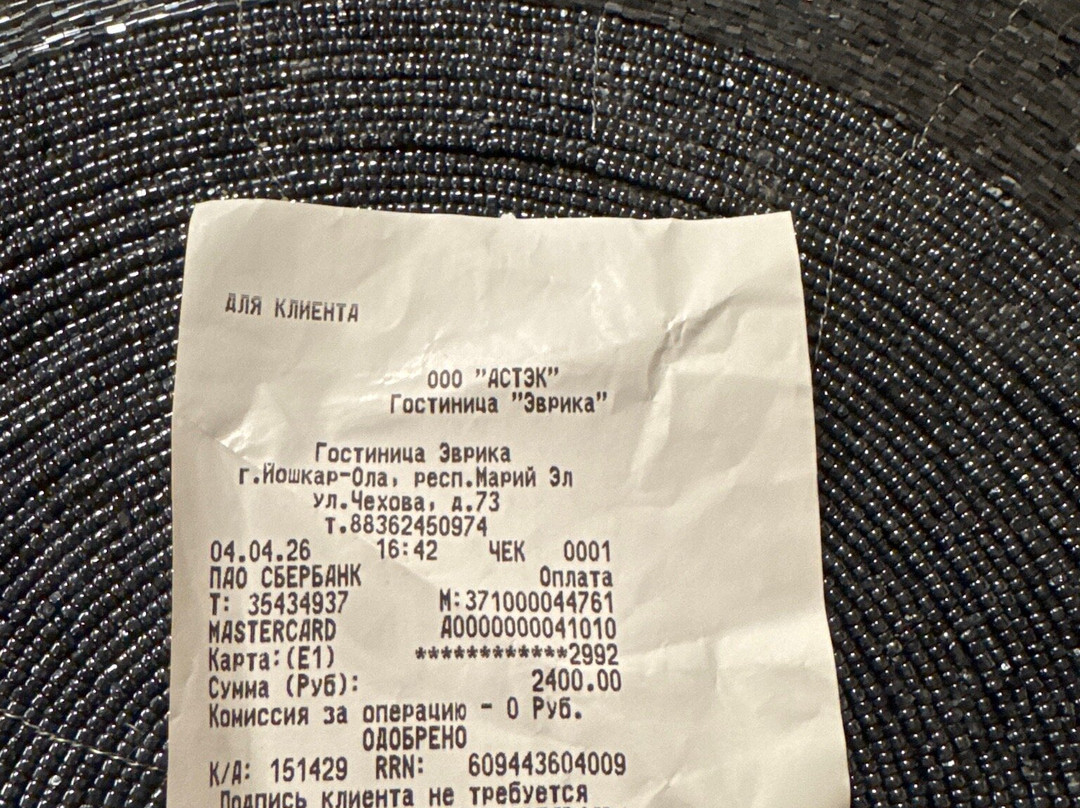 ДЛЯ КЛИЕНТА
ООО "АСТЭК"
Гостиница "Эврика"
Гостиница Эврика
г.Йошкар-Ола, респ.Марий Эл
ул.Чехова, д.73
т.88362450974
04.04.26 16:42 ЧЕК 0001
ПАО СБЕРБАНК Оплата
Т: 35434937 М:371000044761
MASTERCARD A0000000041010
Карта:(E1) ************2992
Сумма (Руб): 2400.00
Комиссия за операцию - 0 Руб.
ОДОБРЕНО
К/А: 151429 RRN: 609443604009
Подпись клиента не требуется